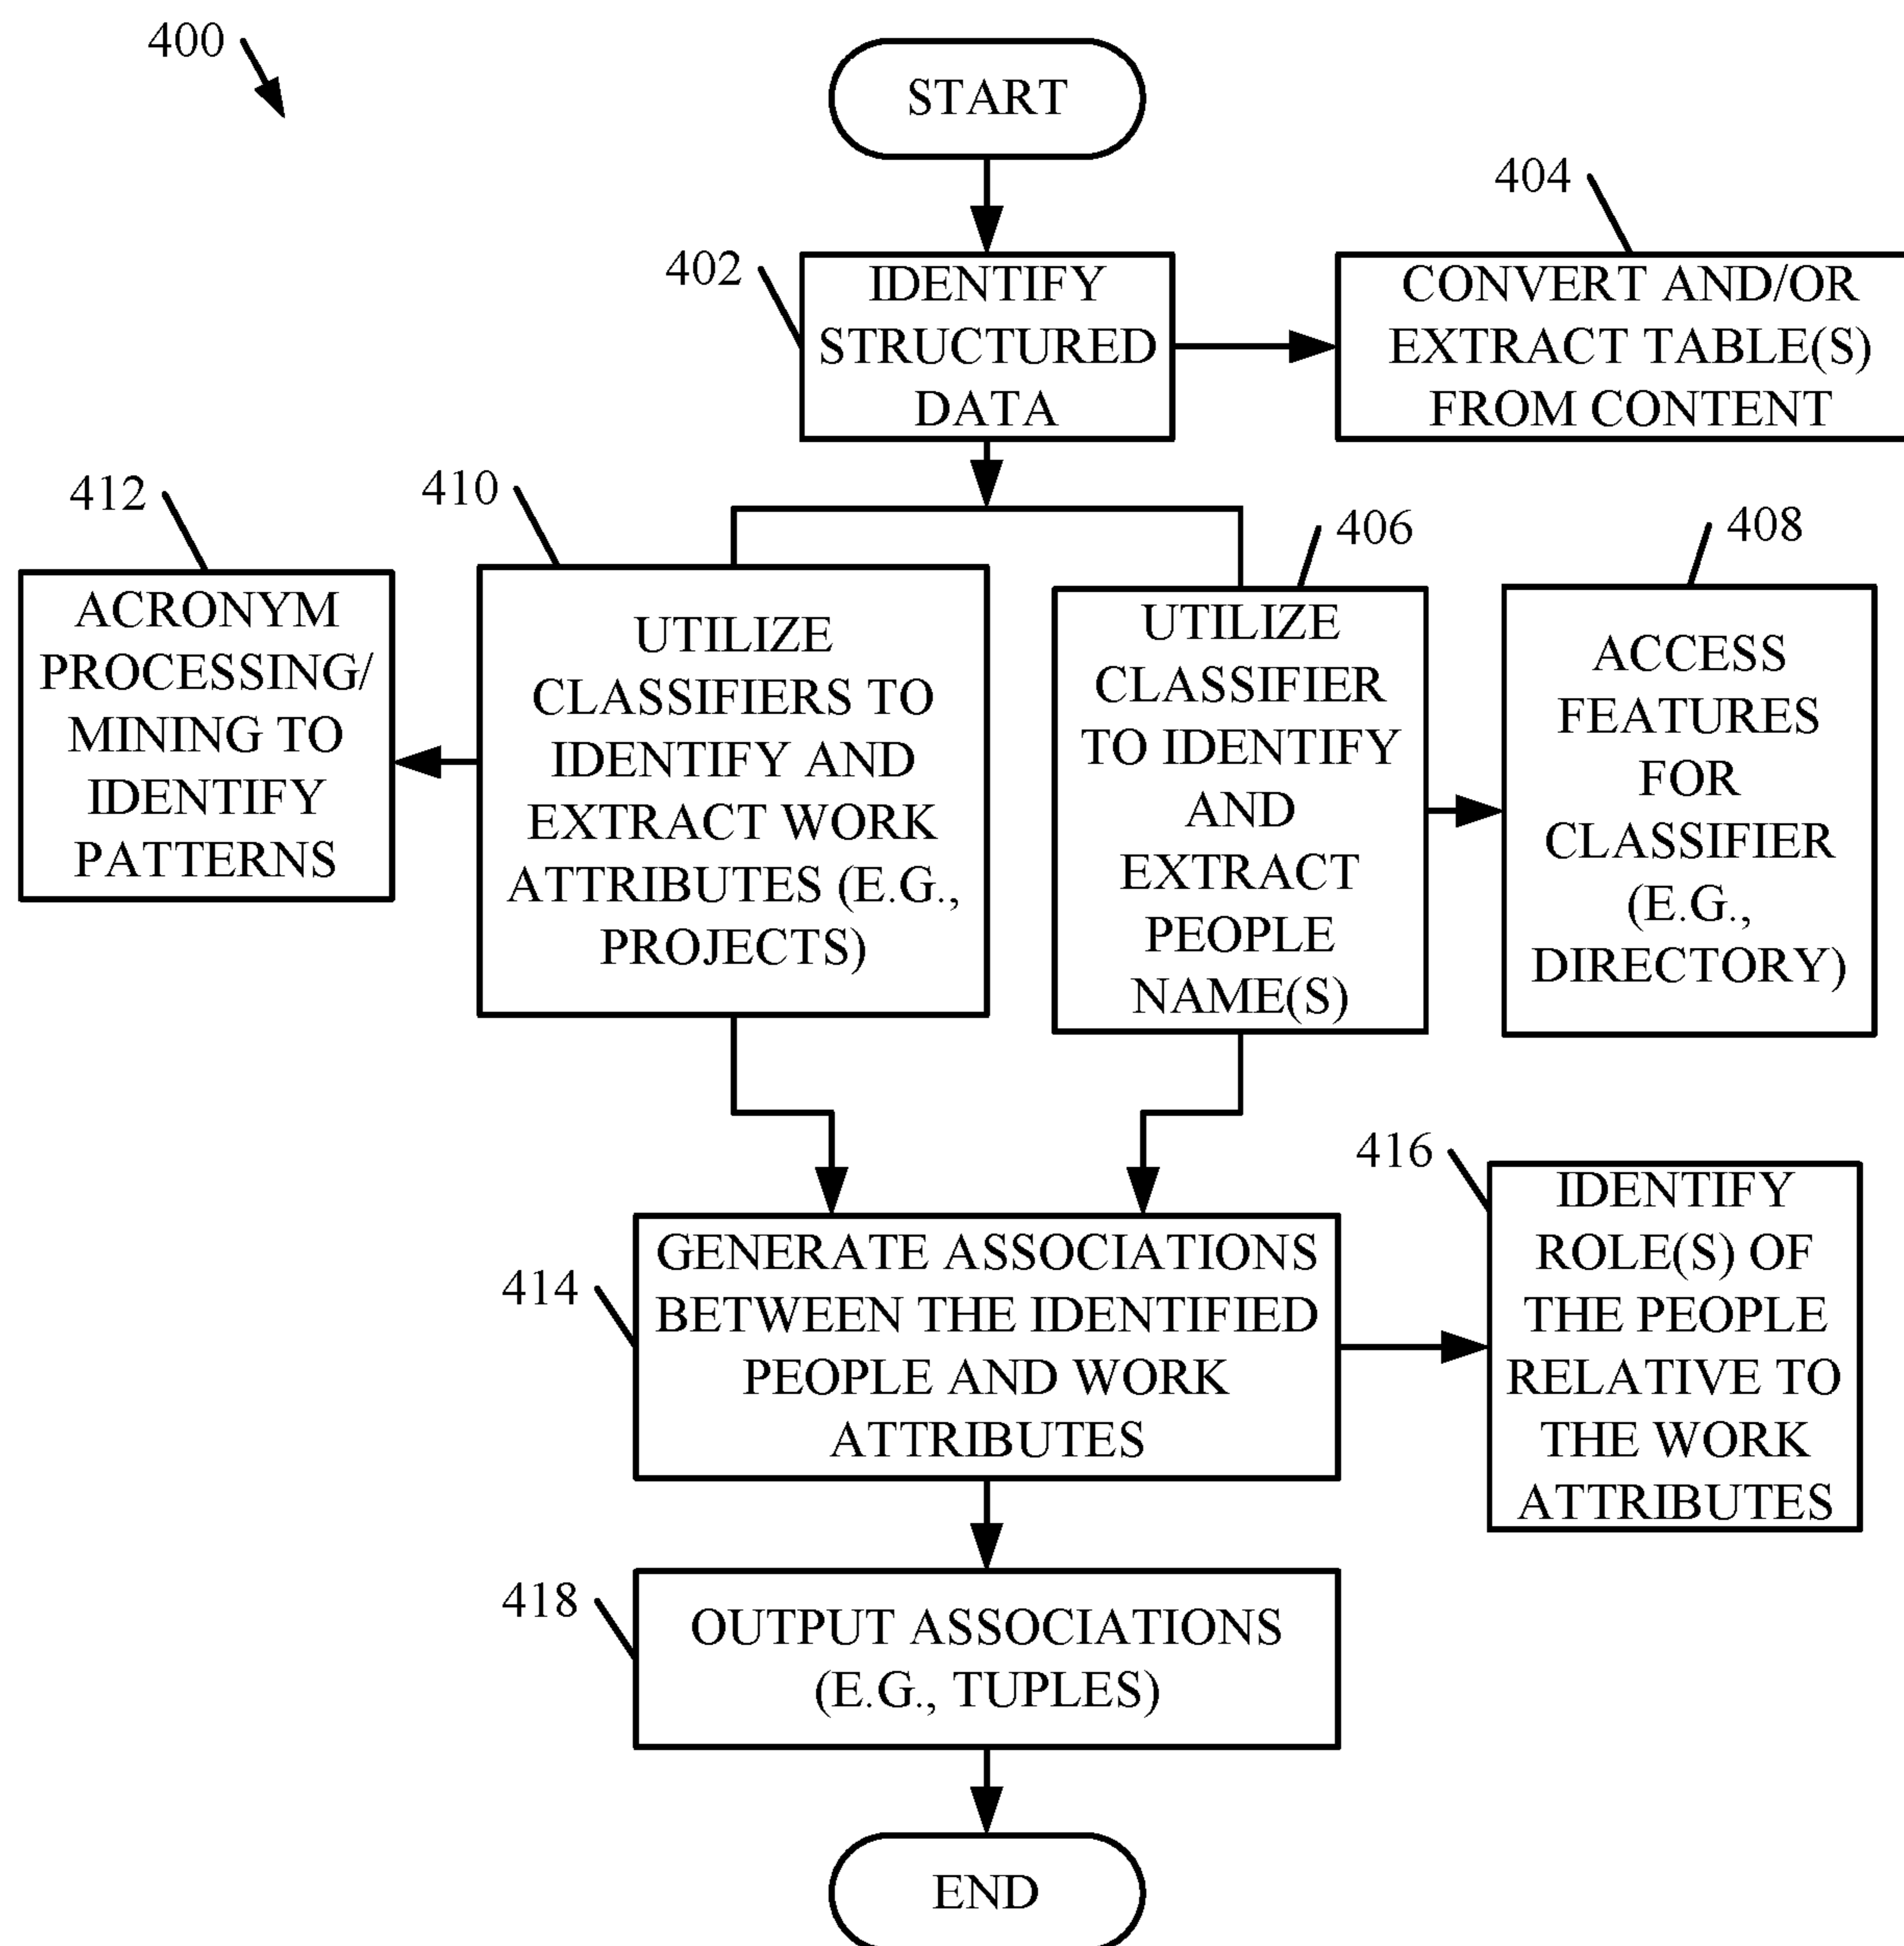 400
START
404
402
IDENTIFY
STRUCTURED
DATA
CONVERT AND/OR
EXTRACT TABLE(S)
FROM CONTENT
412
410
406
408
ACRONYM
PROCESSING/
MINING TO
IDENTIFY
PATTERNS
UTILIZE
CLASSIFIERS TO
IDENTIFY AND
EXTRACT WORK
ATTRIBUTES (E.G.,
PROJECTS)
UTILIZE
CLASSIFIER
TO IDENTIFY
AND
EXTRACT
PEOPLE
NAME(S)
ACCESS
FEATURES
FOR
CLASSIFIER
(E.G.,
DIRECTORY)
414
GENERATE ASSOCIATIONS
BETWEEN THE IDENTIFIED
PEOPLE AND WORK
ATTRIBUTES
416
IDENTIFY
ROLE(S) OF
THE PEOPLE
RELATIVE TO
THE WORK
ATTRIBUTES
418
OUTPUT ASSOCIATIONS
(E.G., TUPLES)
END